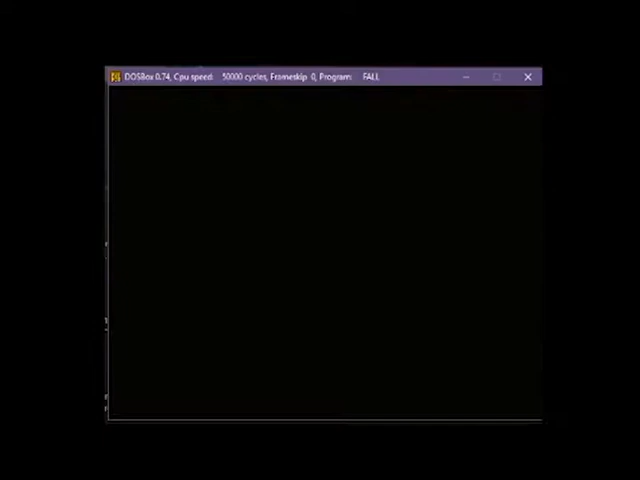 DOSBox 0.74, Cpu speed: 50000 cycles, Frameskip 0, Program: FALL